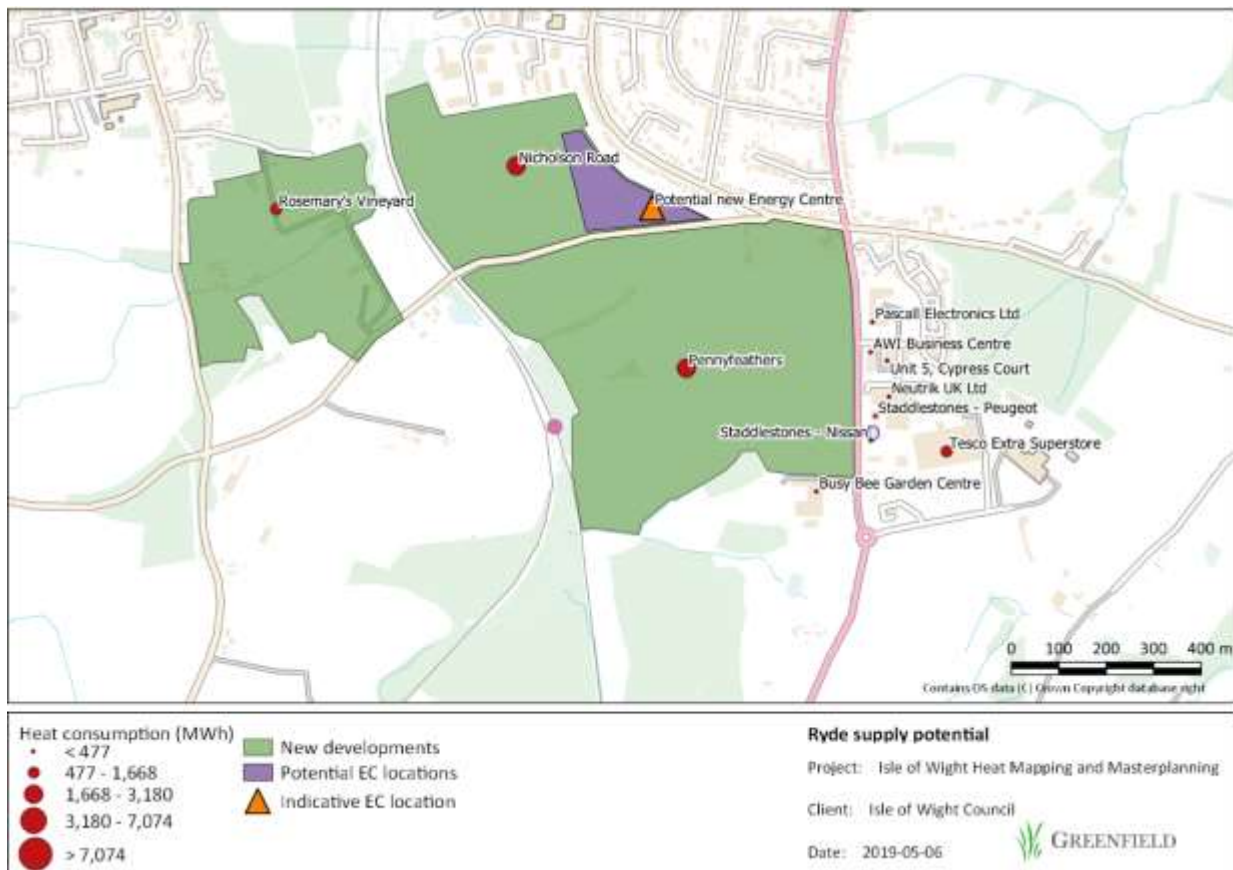 Nicholson Road
Rosemary's Vineyard
Potential new Energy Centre
Pascall Electronics Ltd
AWI Business Centre
Pennyfeathers
Unit 5, Cypress Court
Neutrik UK Ltd
Staddlestones - Peugeot
Staddlestones - Nissan
Tesco Extra Superstore
Busy Bee Garden Centre
0 100 200 300 400 m
Contains OS data (C) Crown Copyright database right
Heat consumption (MWh)
< 477
477 - 1,668
1,668 - 3,180
3,180 - 7,074
> 7,074
New developments
Potential EC locations
Indicative EC location
Ryde supply potential
Project: Isle of Wight Heat Mapping and Masterplanning
Client: Isle of Wight Council
Date: 2019-05-06
GREENFIELD